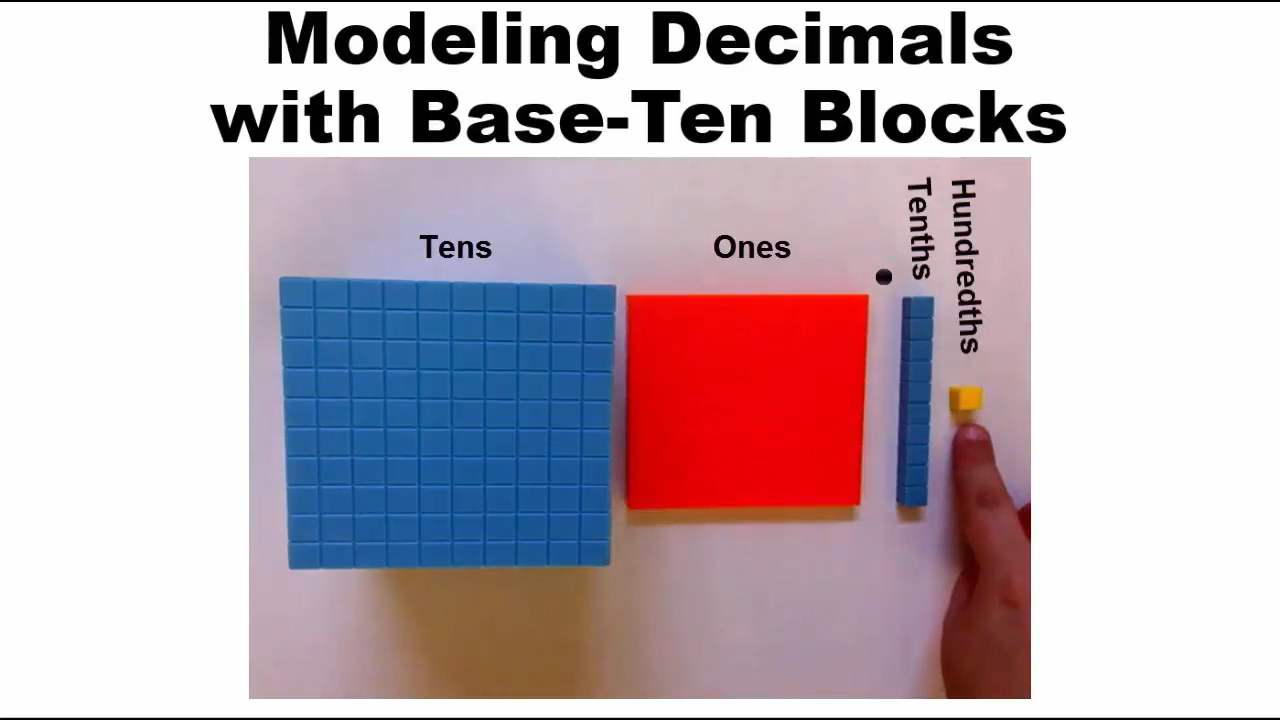 Modeling Decimals
with Base-Ten Blocks
Tens
Ones
Tenths
Hundredths